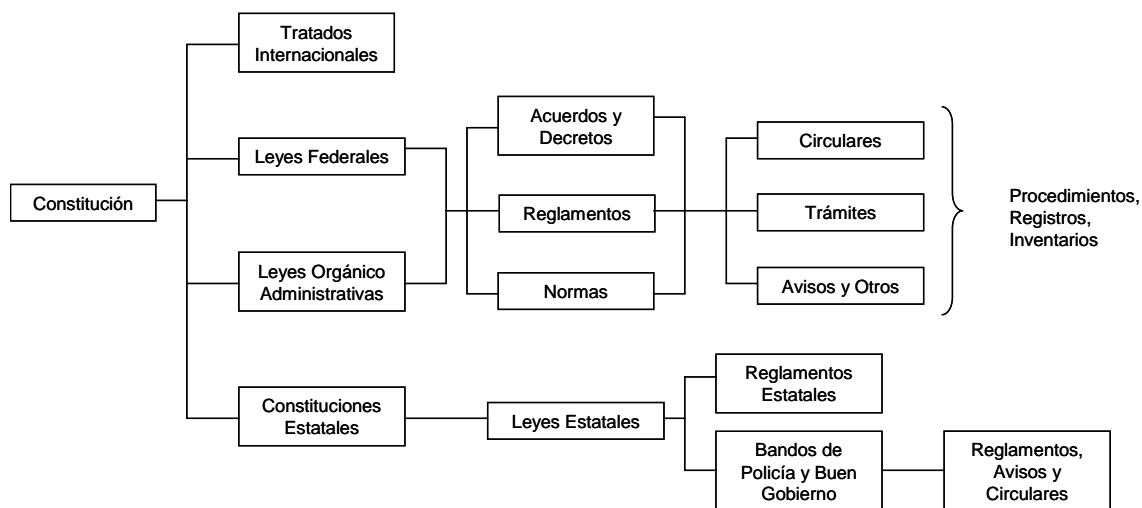 Constitución
Tratados
Internacionales
Leyes Federales
Leyes Orgánico
Administrativas
Constituciones
Estatales
Acuerdos y
Decretos
Reglamentos
Normas
Circulares
Trámites
Avisos y Otros
Procedimientos,
Registros,
Inventarios
Leyes Estatales
Reglamentos
Estatales
Bandos de
Policía y Buen
Gobierno
Reglamentos,
Avisos y
Circulares